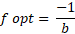 f opt = −1/b